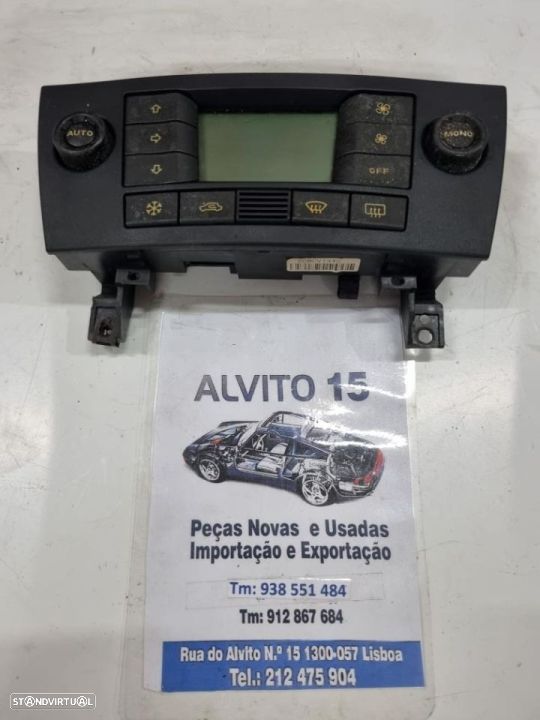 AUTO
MONO
OFF
ALVITO 15
Peças Novas e Usadas
Importação e Exportação
Tm: 938 551 484
Tm: 912 867 684
Rua do Alvito N.º 15 1300-057 Lisboa
Tel.: 212 475 904
STANDVIRTUAL